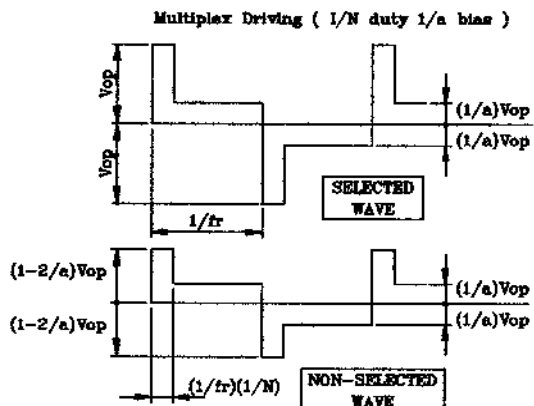 Multiplex Driving ( 1/N duty 1/a bias )
Vop
Vop
(1/a)Vop
(1/a)Vop
SELECTED
WAVE
1/fr
(1-2/a)Vop
(1-2/a)Vop
(1/a)Vop
(1/a)Vop
(1/fr)(1/N)
NON-SELECTED
WAVE